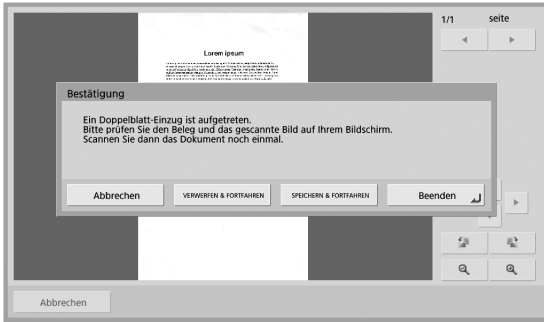 1/1 seite
Lorem ipsum
Bestätigung
Ein Doppelblatt-Einzug ist aufgetreten.
Bitte prüfen Sie den Beleg und das gescannte Bild auf Ihrem Bildschirm.
Scannen Sie dann das Dokument noch einmal.
Abbrechen VERWERFEN & FORTFAHREN SPEICHERN & FORTFAHREN Beenden
Abbrechen